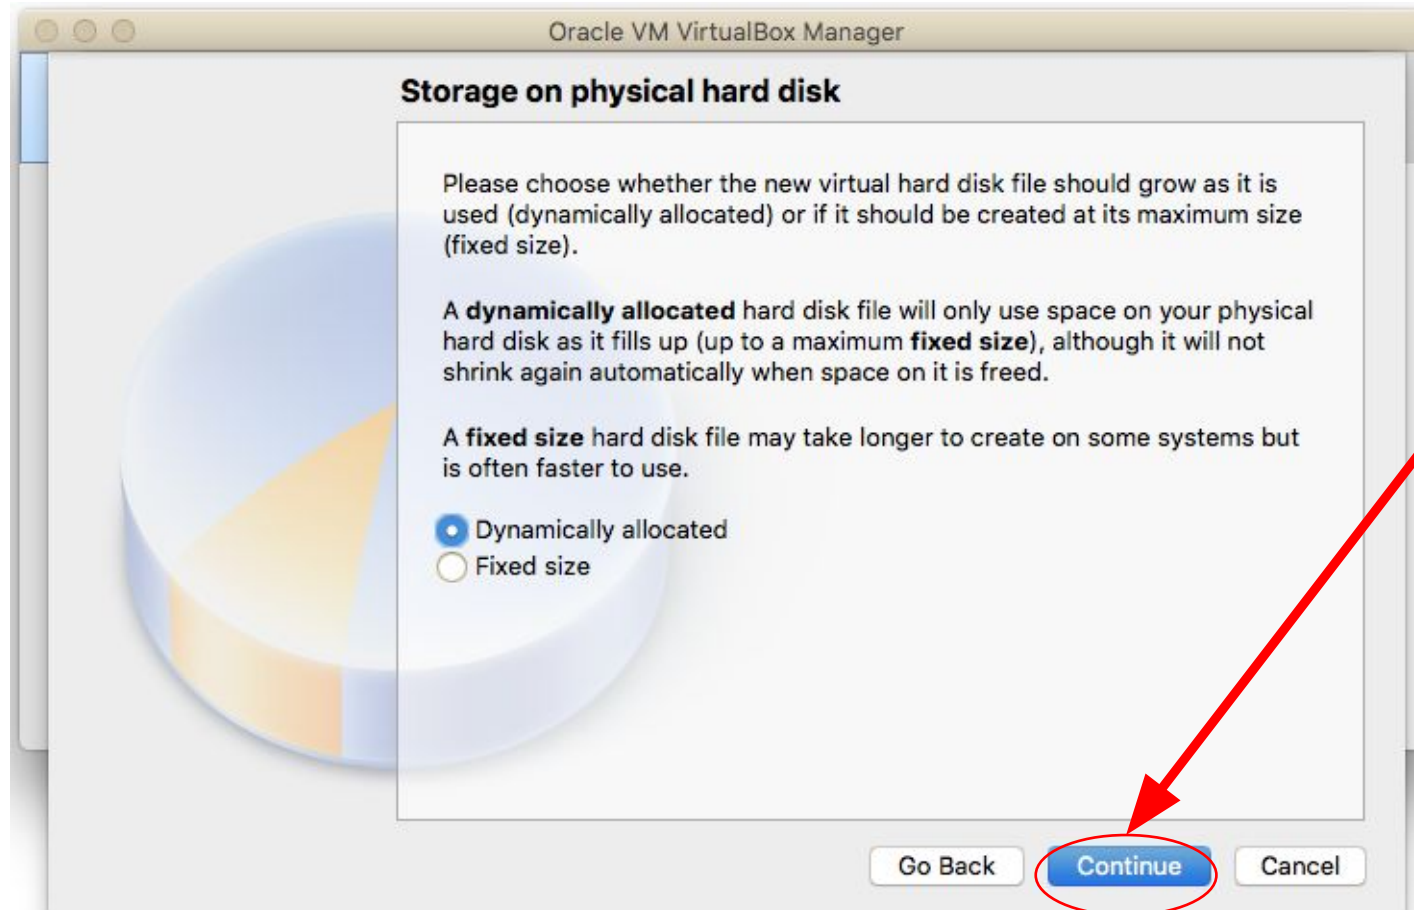 Oracle VM VirtualBox Manager
Storage on physical hard disk
Please choose whether the new virtual hard disk file should grow as it is
used (dynamically allocated) or if it should be created at its maximum size
(fixed size).
A dynamically allocated hard disk file will only use space on your physical
hard disk as it fills up (up to a maximum fixed size), although it will not
shrink again automatically when space on it is freed.
A fixed size hard disk file may take longer to create on some systems but
is often faster to use.
Dynamically allocated
Fixed size
Go Back Continue Cancel